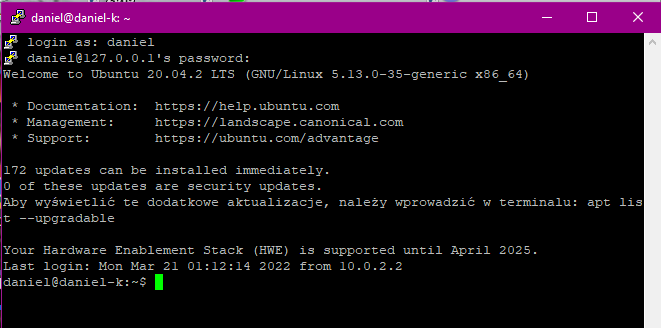 daniel@daniel-k: ~
login as: daniel
daniel@127.0.0.1's password:
Welcome to Ubuntu 20.04.2 LTS (GNU/Linux 5.13.0-35-generic x86_64)
* Documentation: https://help.ubuntu.com
* Management: https://landscape.canonical.com
* Support: https://ubuntu.com/advantage
172 updates can be installed immediately.
0 of these updates are security updates.
Aby wyświetlić te dodatkowe aktualizacje, należy wprowadzić w terminalu: apt lis
t --upgradable
Your Hardware Enablement Stack (HWE) is supported until April 2025.
Last login: Mon Mar 21 01:12:14 2022 from 10.0.2.2
daniel@daniel-k:~$